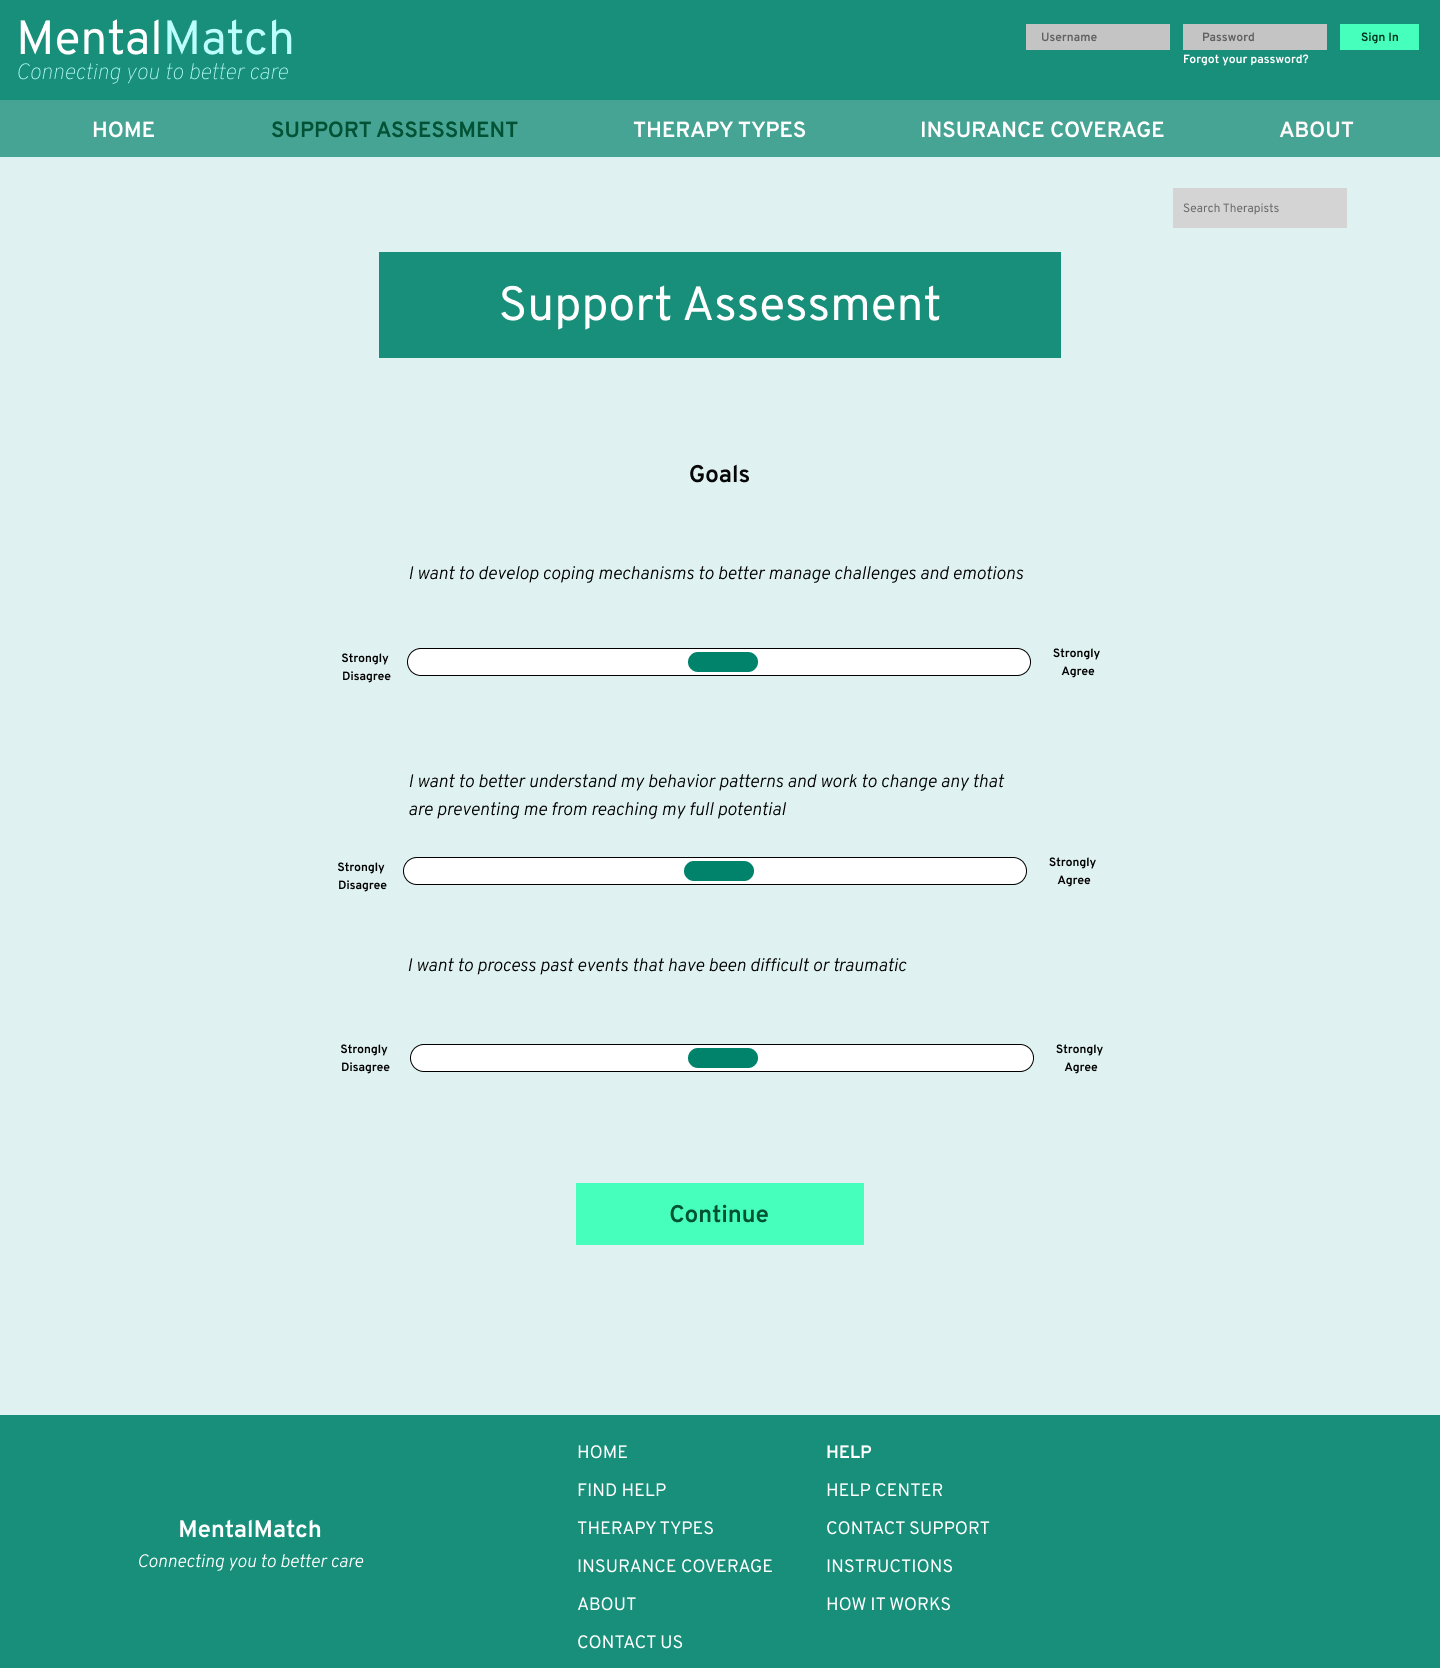 MentalMatch
Connecting you to better care
Username
Password
Sign In
Forgot your password?
HOME
SUPPORT ASSESSMENT
THERAPY TYPES
INSURANCE COVERAGE
ABOUT
Search Therapists
Support Assessment
Goals
I want to develop coping mechanisms to better manage challenges and emotions
Strongly
Disagree
Strongly
Agree
I want to better understand my behavior patterns and work to change any that
are preventing me from reaching my full potential
Strongly
Disagree
Strongly
Agree
I want to process past events that have been difficult or traumatic
Strongly
Disagree
Strongly
Agree
Continue
MentalMatch
Connecting you to better care
HOME
FIND HELP
THERAPY TYPES
INSURANCE COVERAGE
ABOUT
CONTACT US
HELP
HELP CENTER
CONTACT SUPPORT
INSTRUCTIONS
HOW IT WORKS